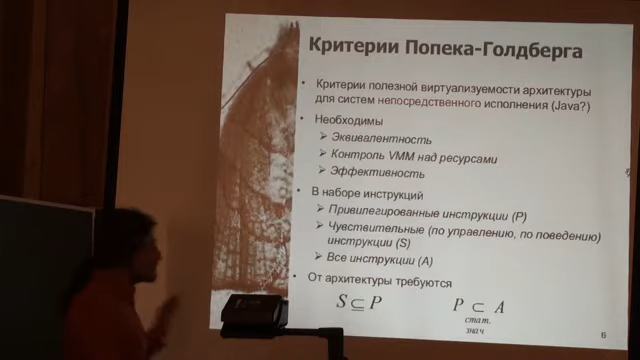 Критерии Попека-Голдберга
• Критерии полезной виртуализуемости архитектуры
для систем непосредственного исполнения (Java?)
• Необходимы
➢ Эквивалентность
➢ Контроль VMM над ресурсами
➢ Эффективность
• В наборе инструкций
➢ Привилегированные инструкции (P)
➢ Чувствительные (по управлению, по поведению)
инструкции (S)
➢ Все инструкции (A)
• От архитектуры требуются
S ⊆ P P ⊂ A
стат.
знач
6